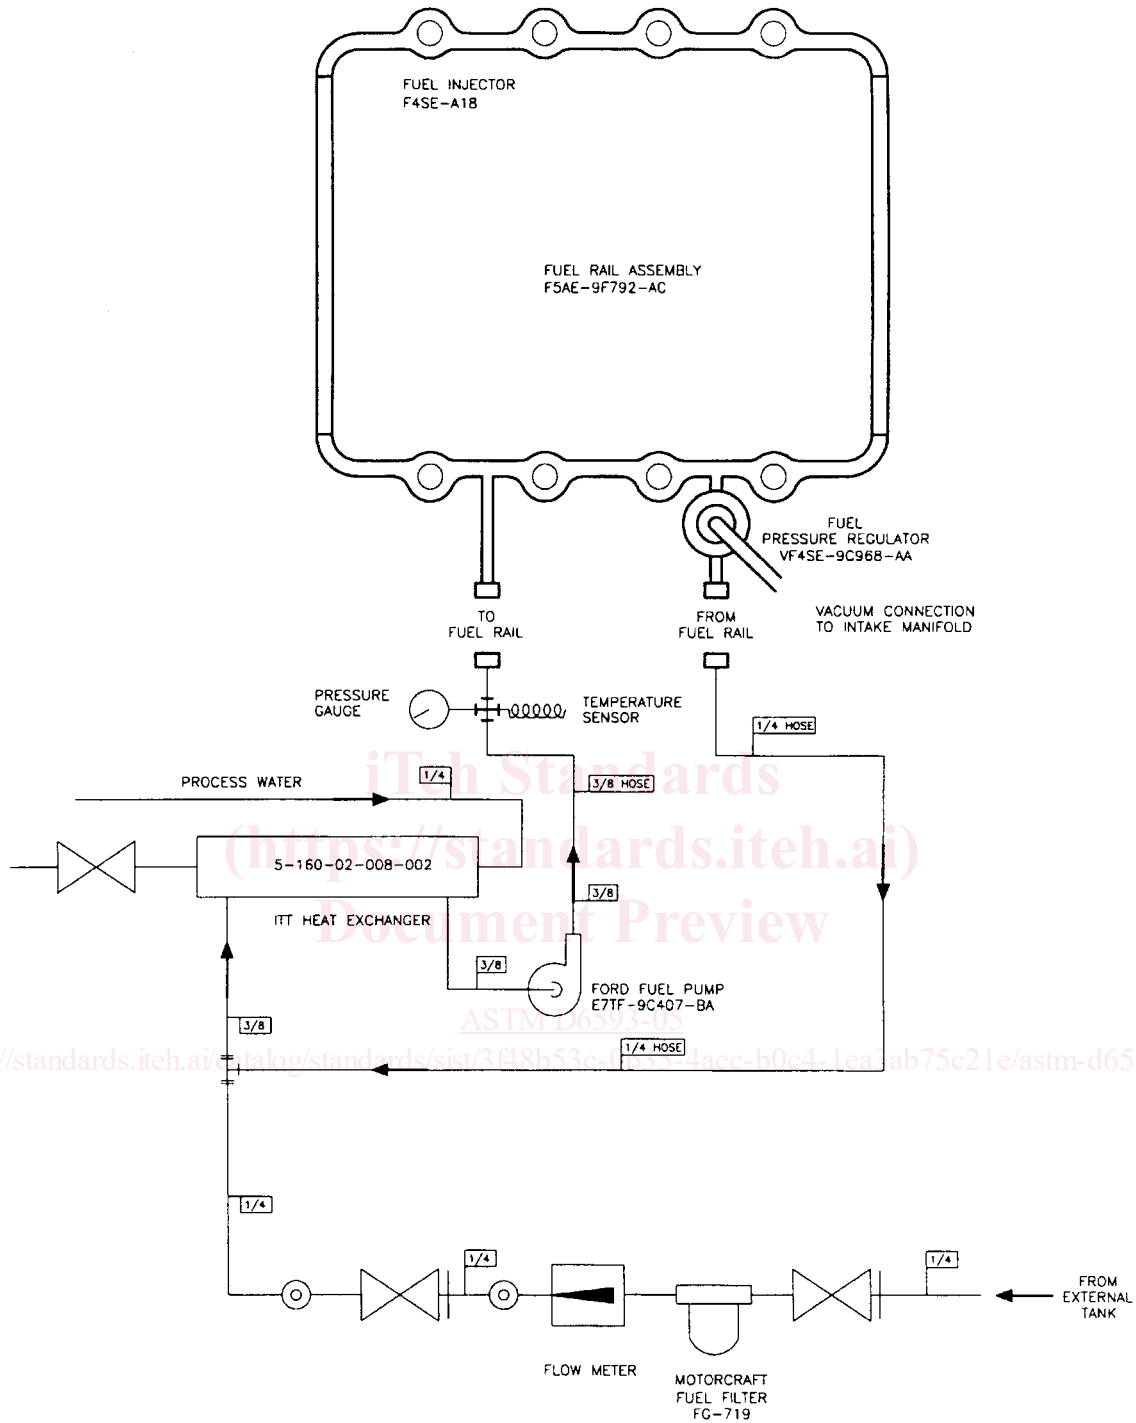 FUEL INJECTOR
F4SE-A18
FUEL RAIL ASSEMBLY
F5AE-9F792-AC
FUEL
PRESSURE REGULATOR
VF4SE-9C968-AA
VACUUM CONNECTION
TO INTAKE MANIFOLD
TO
FUEL RAIL
FROM
FUEL RAIL
PRESSURE
GAUGE
TEMPERATURE
SENSOR
1/4 HOSE
PROCESS WATER
1/4
3/8 HOSE
iTeh Standards
(https://standards.iteh.ai)
Document Preview
5-160-02-008-002
ITT HEAT EXCHANGER
3/8
3/8
FORD FUEL PUMP
E7TF-9C407-BA
ASTM D6593-05
3/8
1/4 HOSE
1/4
1/4
1/4
FROM
EXTERNAL
TANK
FLOW METER
MOTORCRAFT
FUEL FILTER
FG-719